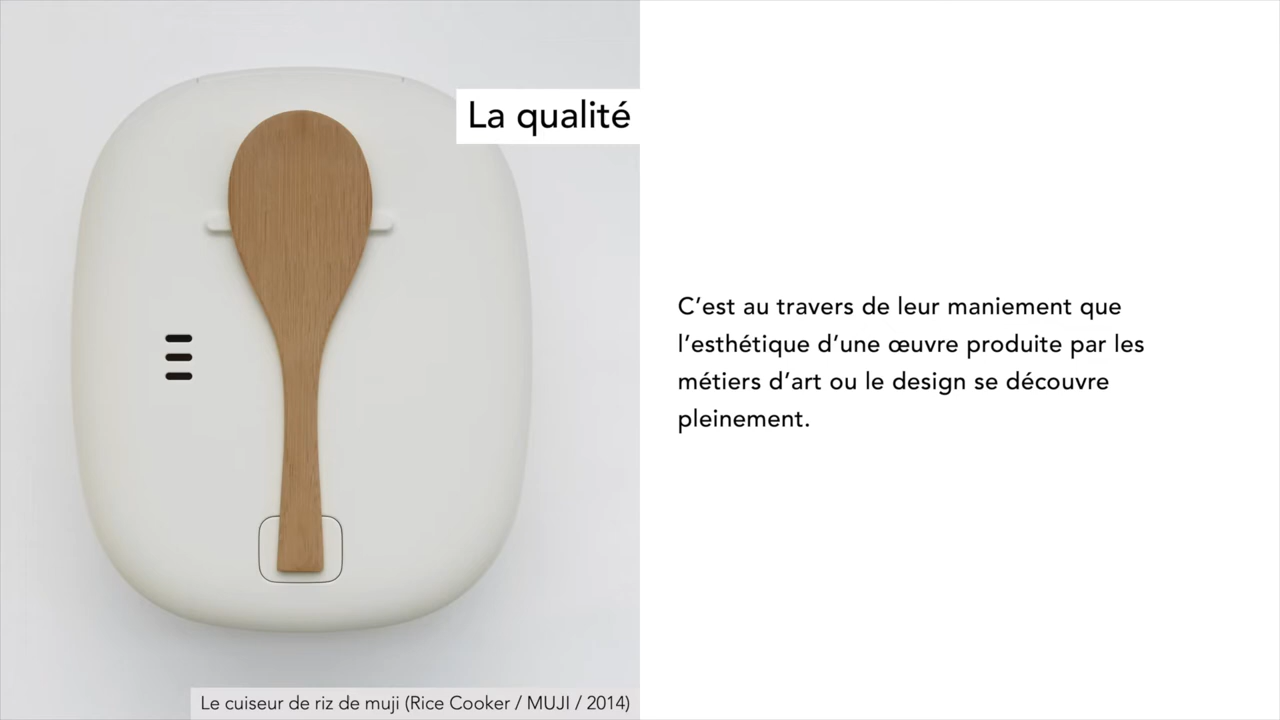 La qualité
C’est au travers de leur maniement que
l’esthétique d’une œuvre produite par les
métiers d’art ou le design se découvre
pleinement.
Le cuiseur de riz de muji (Rice Cooker / MUJI / 2014)